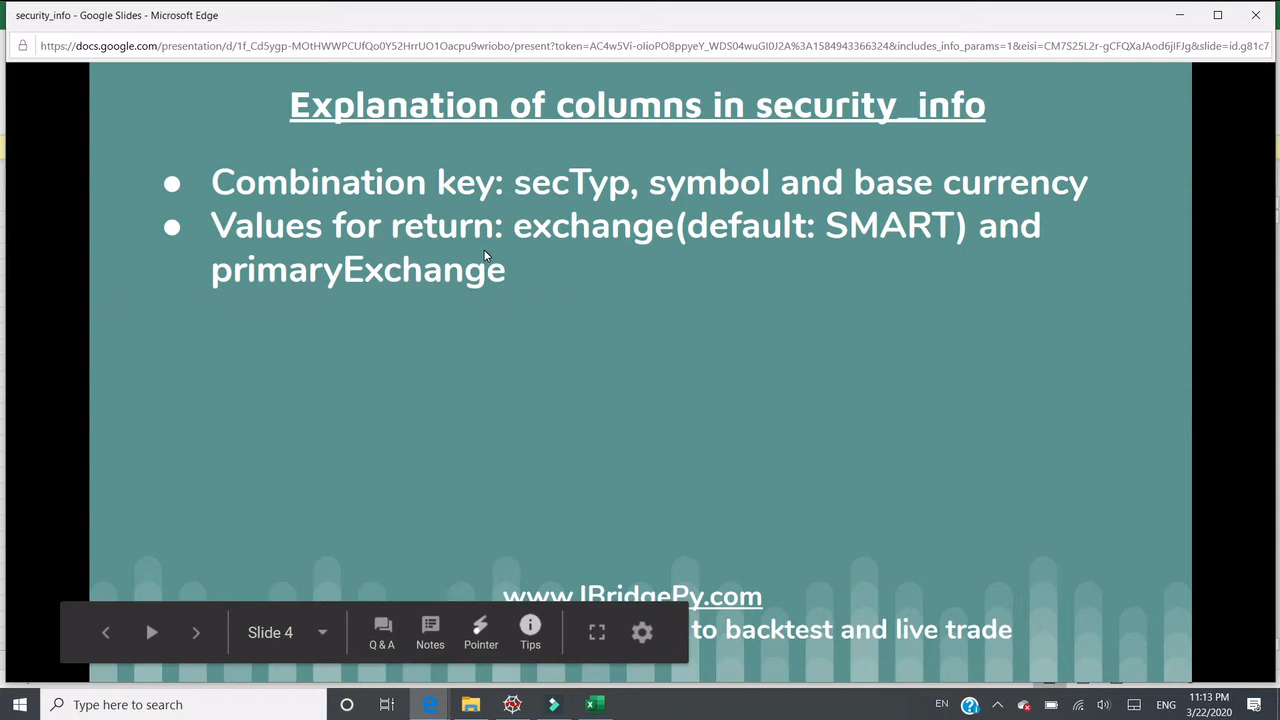 security_info - Google Slides - Microsoft Edge
https://docs.google.com/presentation/d/1f_Cd5ygp-MOtHWWPCUfQo0Y52HrrUO1Oacpu9wriobo/present?token=AC4w5Vi-oIioPO8ppyeY_WDS04wuGI0J2A%3A1584943366324&includes_info_params=1&eisi=CM7S25L2r-gCFQXaJAod6jIFJg&slide=id.g81c7
Explanation of columns in security_info
● Combination key: secTyp, symbol and base currency
● Values for return: exchange(default: SMART) and
primaryExchange
www.IBridgePy.com
to backtest and live trade
Slide 4
Q & A
Notes
Pointer
Tips
Type here to search
EN
ENG
11:13 PM
3/22/2020